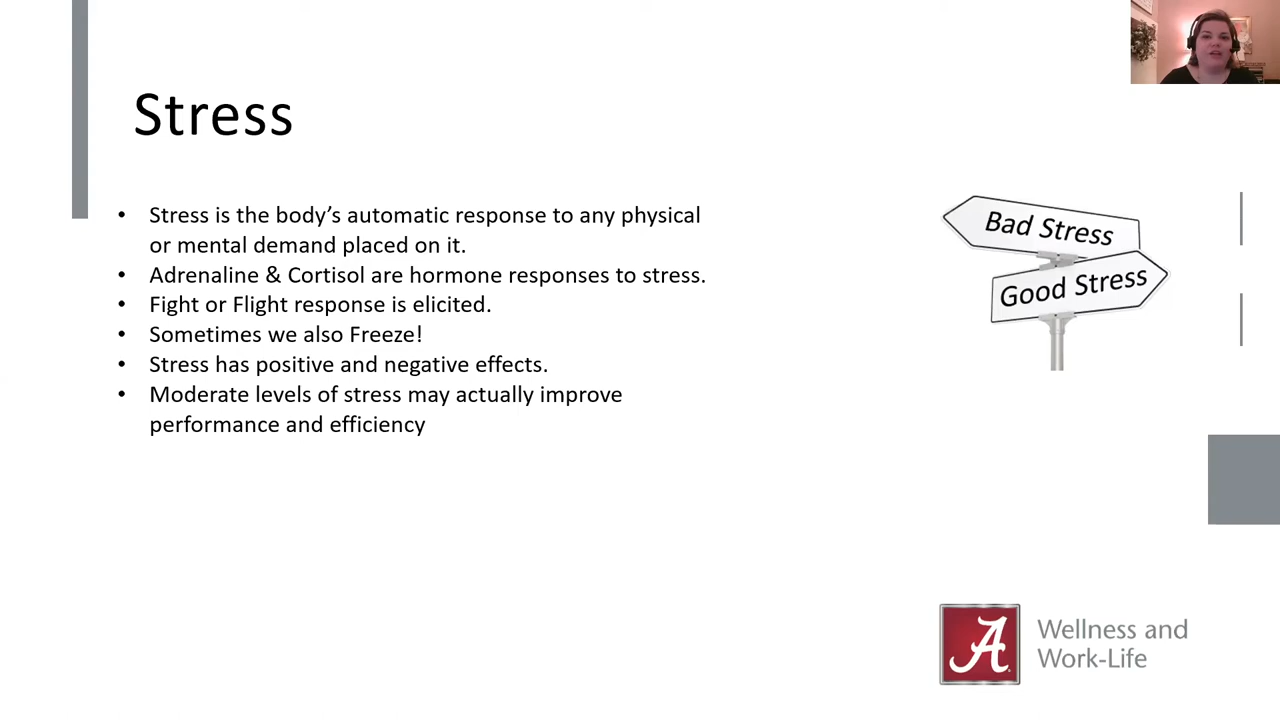 Stress
• Stress is the body’s automatic response to any physical
or mental demand placed on it.
• Adrenaline & Cortisol are hormone responses to stress.
• Fight or Flight response is elicited.
• Sometimes we also Freeze!
• Stress has positive and negative effects.
• Moderate levels of stress may actually improve
performance and efficiency
Bad Stress
Good Stress
A
Wellness and
Work-Life